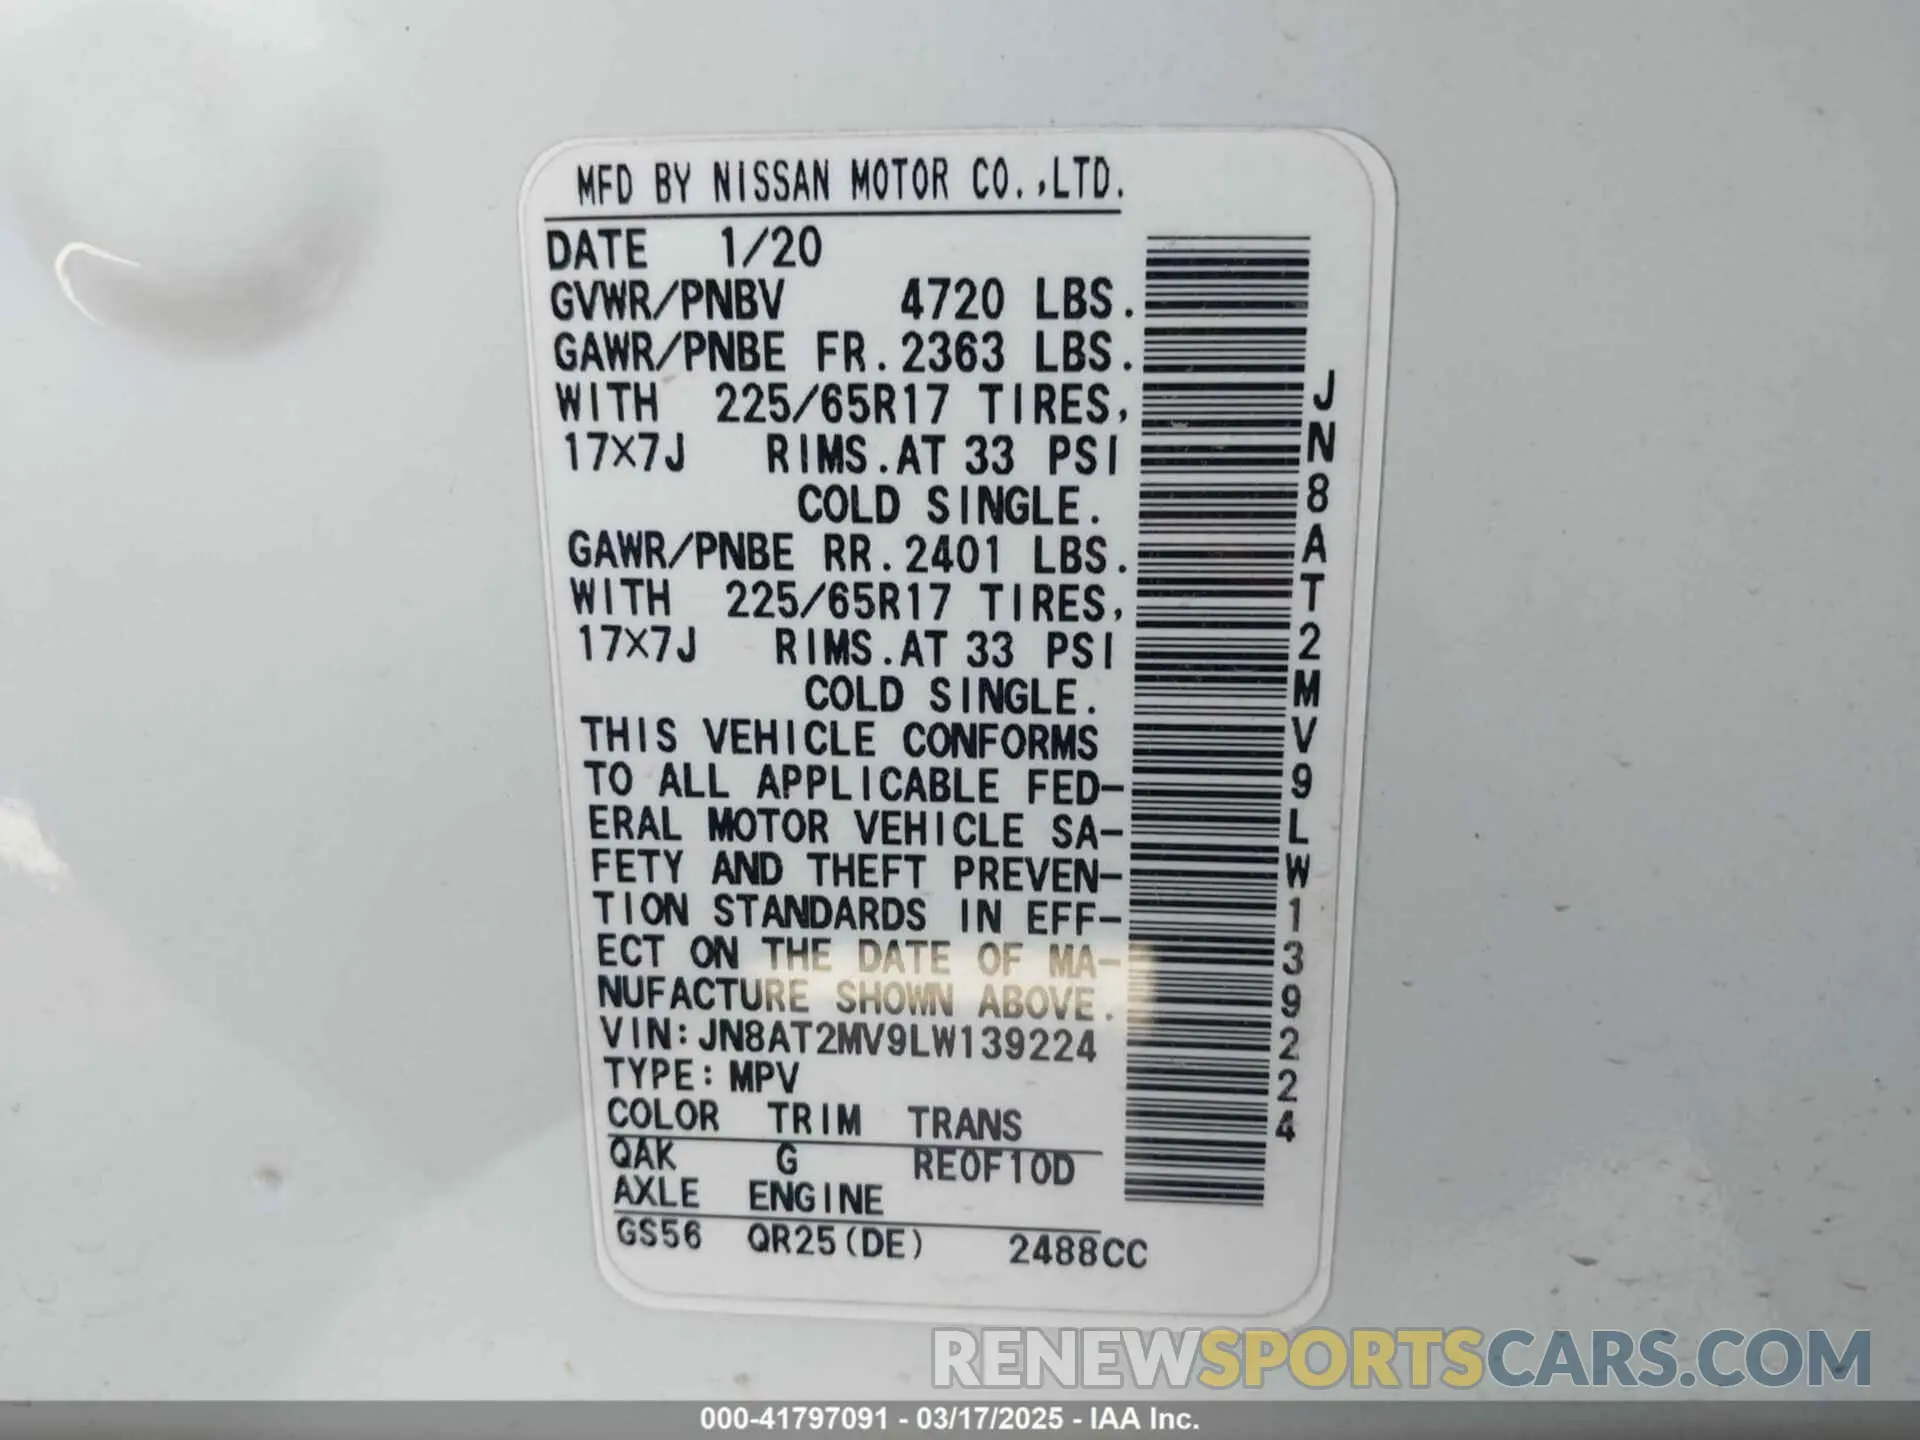 MFD BY NISSAN MOTOR CO.,LTD.
DATE 1/20
GVWR/PNBV 4720 LBS.
GAWR/PNBE FR.2363 LBS.
WITH 225/65R17 TIRES,
17X7J RIMS.AT 33 PSI
COLD SINGLE.
GAWR/PNBE RR.2401 LBS.
WITH 225/65R17 TIRES,
17X7J RIMS.AT 33 PSI
COLD SINGLE.
THIS VEHICLE CONFORMS
TO ALL APPLICABLE FED-
ERAL MOTOR VEHICLE SA-
FETY AND THEFT PREVEN-
TION STANDARDS IN EFF-
ECT ON THE DATE OF MA-
NUFACTURE SHOWN ABOVE.
VIN:JN8AT2MV9LW139224
TYPE:MPV
COLOR TRIM TRANS
QAK G RE0F10D
AXLE ENGINE
GS56 QR25(DE) 2488CC
JN8AT2MV9LW139224
RENEWSPORTSCARS.COM
000-41797091 - 03/17/2025 - IAA Inc.